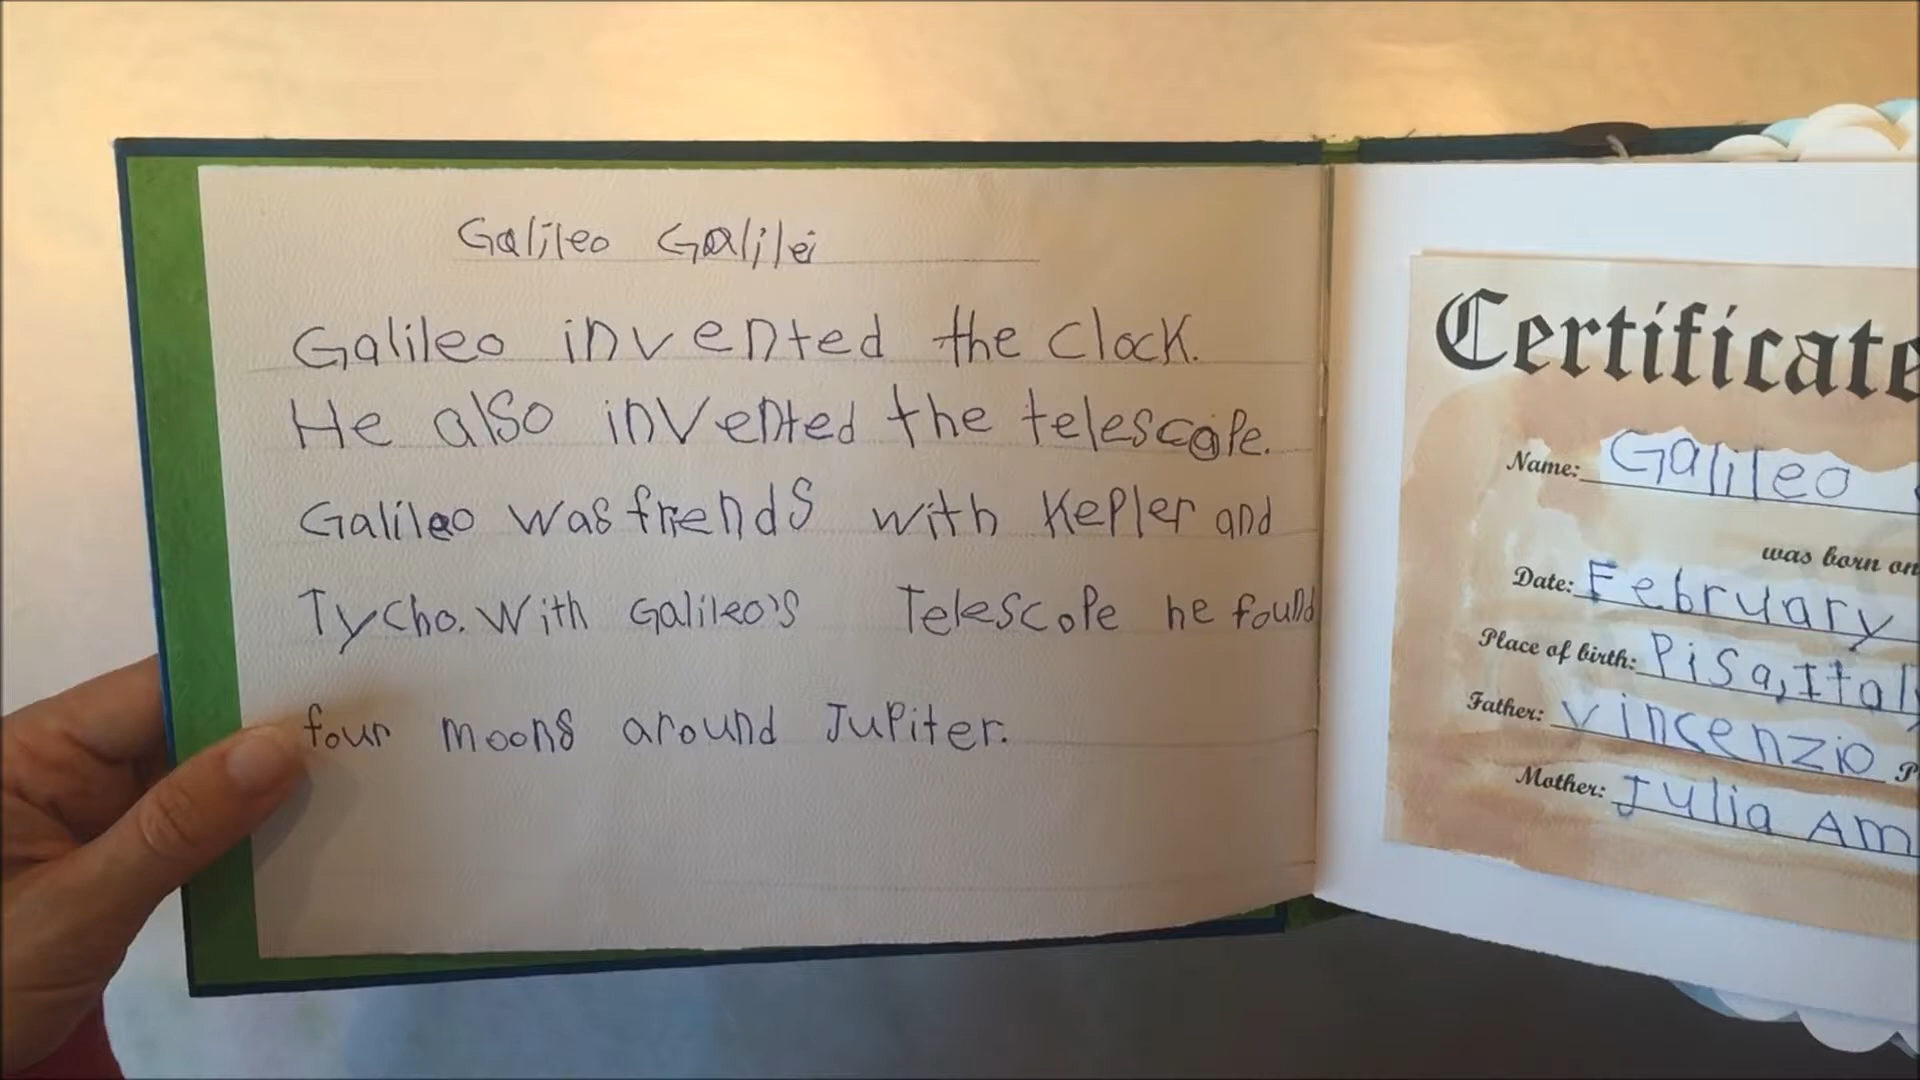 Galileo Galilei
Galileo invented the clock.
He also invented the telescope.
Galileo was friends with Kepler and
Tycho. With Galileo's Telescope he found
four moons around Jupiter.
Certificate
Name: Galileo
was born on
Date: February
Place of birth: Pisa, Italy
Father: Vincenzio
Mother: Julia Am